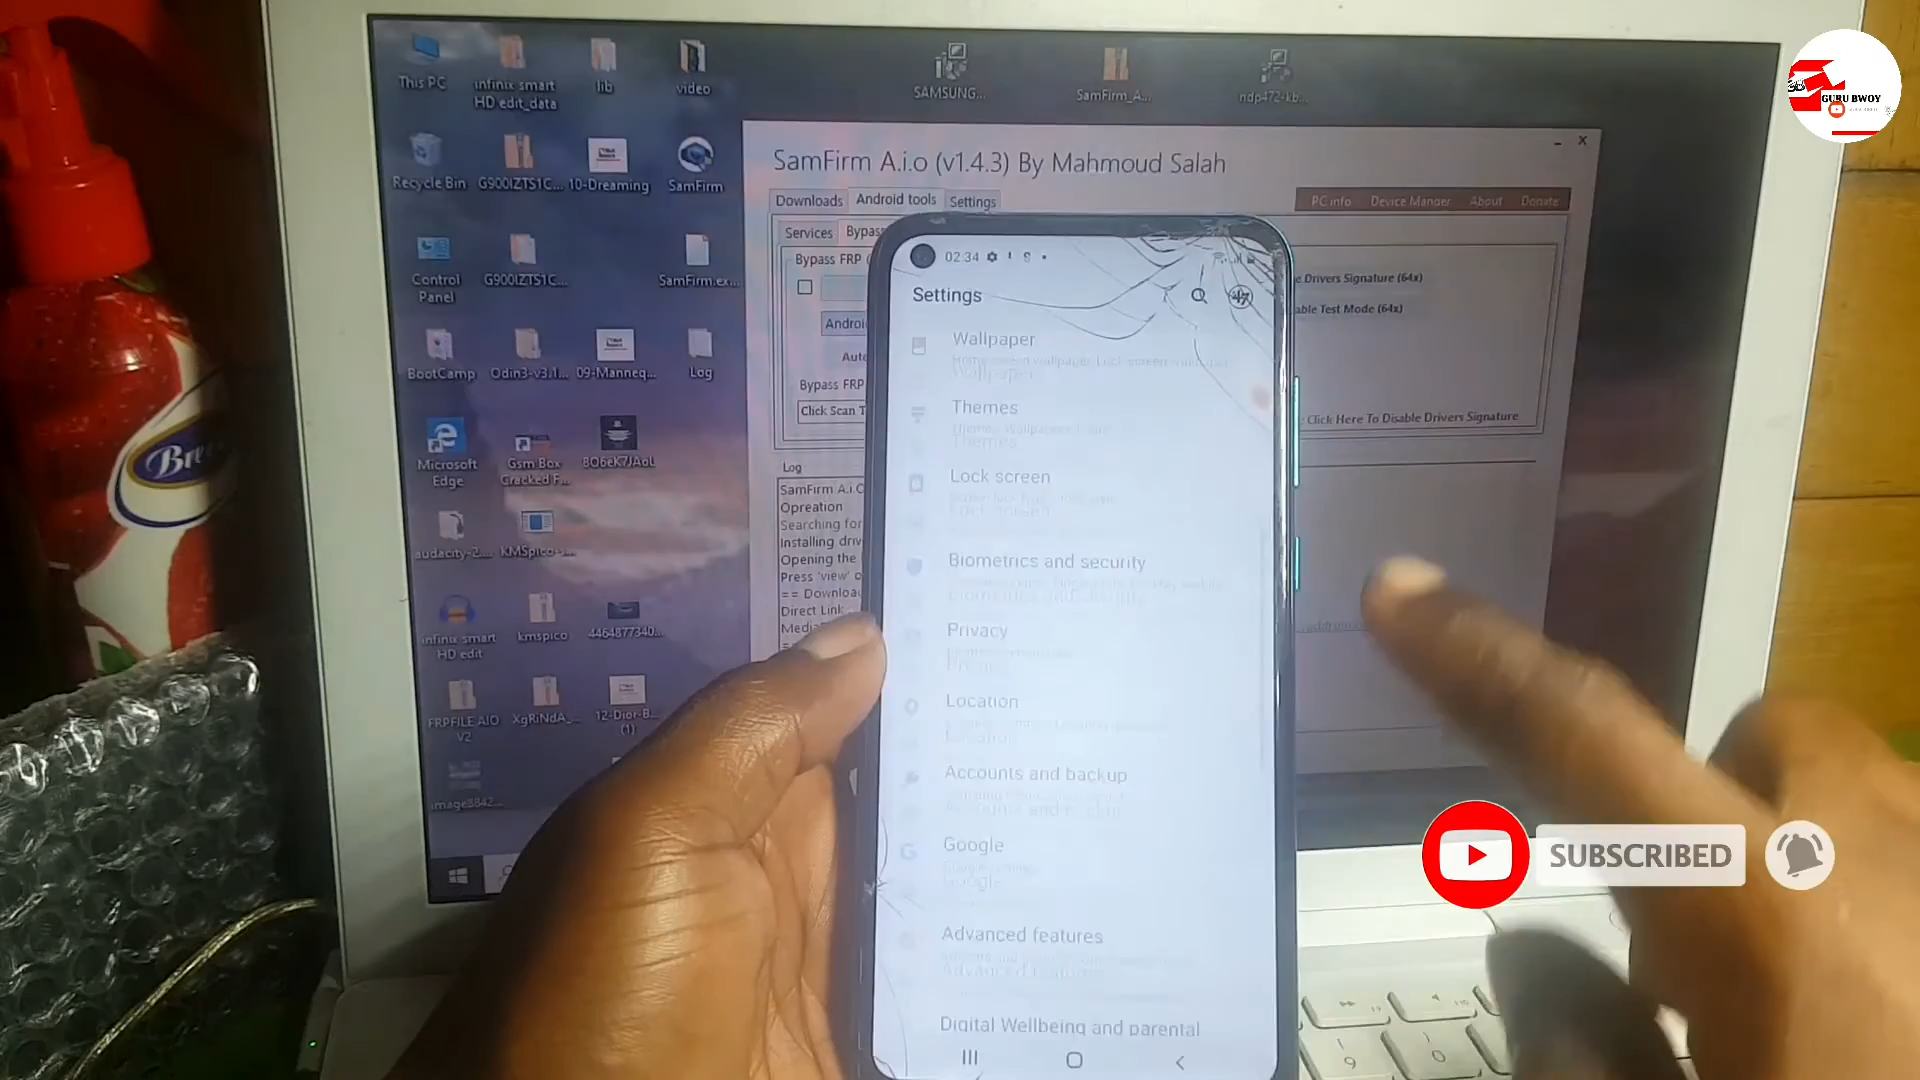 This PC
infinix smart
HD edit_data
lib
video
SAMSUNG...
SamFirm_A...
ndp472-kb...
GURU BWOY
Recycle Bin
G900IZTS1C...
10-Dreaming
SamFirm
Control
Panel
G900IZTS1C...
SamFirm.ex...
BootCamp
Odin3-v3.1...
09-Mannequ...
Log
Microsoft
Edge
Gsm Box
Cracked F...
8O6eK7JAoL
audacity-2...
KMSpico-...
infinix smart
HD edit
kmspico
4464877340...
FRPFILE AIO
V2
XgRiNdA_...
12-Dior-B...
(1)
image8842...
SamFirm A.i.o (v1.4.3) By Mahmoud Salah
Downloads
Android tools
Settings
PC info
Device Manger
About
Donate
Services
Bypass
Bypass FRP
Androi
Aut
Bypass FRP
Click Scan T
e Drivers Signature (64x)
able Test Mode (64x)
Click Here To Disable Drivers Signature
Log
SamFirm A.i.O
Opreation
Searching for
Installing driv
Opening the
Press 'view' o
== Downloa
Direct Link
Media
02:34
Settings
Wallpaper
Themes
Lock screen
Biometrics and security
Privacy
Location
Accounts and backup
Google
Advanced features
Digital Wellbeing and parental
SUBSCRIBED
Bre
9
0